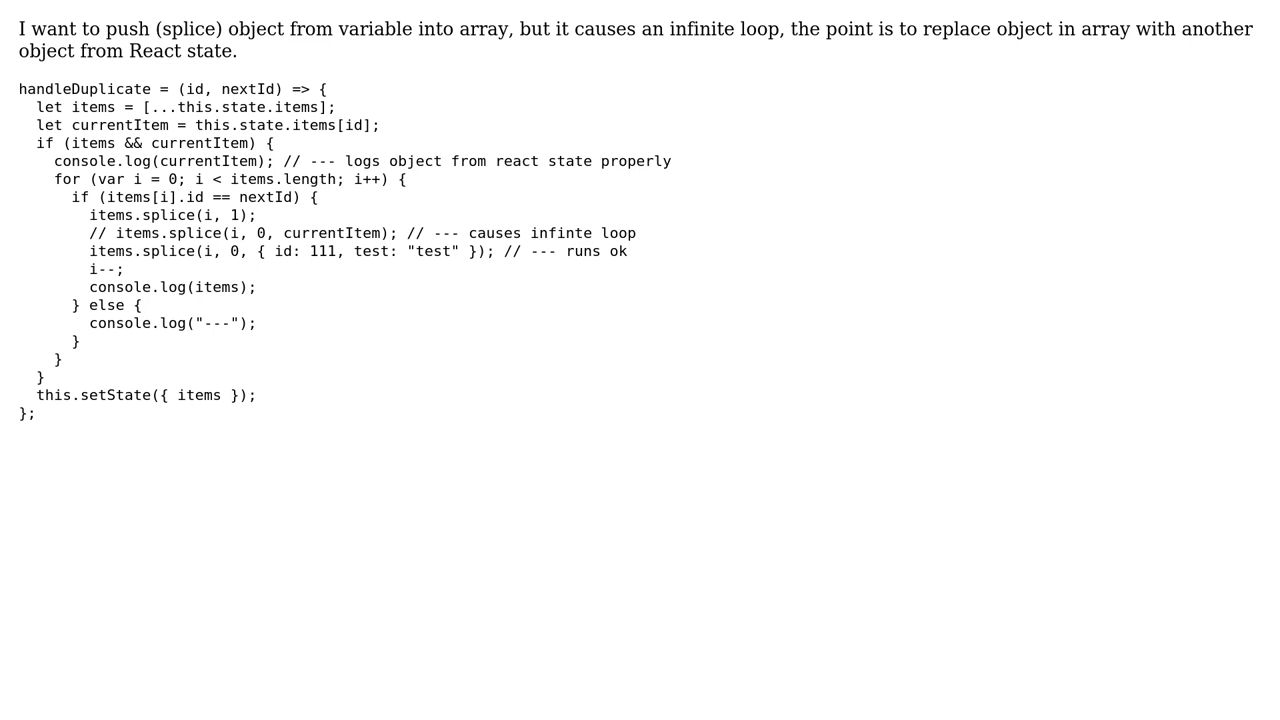 I want to push (splice) object from variable into array, but it causes an infinite loop, the point is to replace object in array with another
object from React state.
handleDuplicate = (id, nextId) => {
  let items = [...this.state.items];
  let currentItem = this.state.items[id];
  if (items && currentItem) {
    console.log(currentItem); // --- logs object from react state properly
    for (var i = 0; i < items.length; i++) {
      if (items[i].id == nextId) {
        items.splice(i, 1);
        // items.splice(i, 0, currentItem); // --- causes infinte loop
        items.splice(i, 0, { id: 111, test: "test" }); // --- runs ok
        i--;
        console.log(items);
      } else {
        console.log("---");
      }
    }
  }
  this.setState({ items });
};